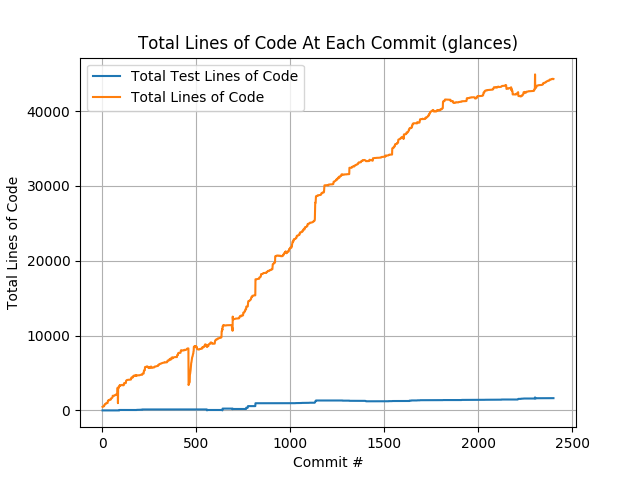 Total Lines of Code At Each Commit (glances)
Total Test Lines of Code
Total Lines of Code
Total Lines of Code
40000
30000
20000
10000
0
0 500 1000 1500 2000 2500
Commit #